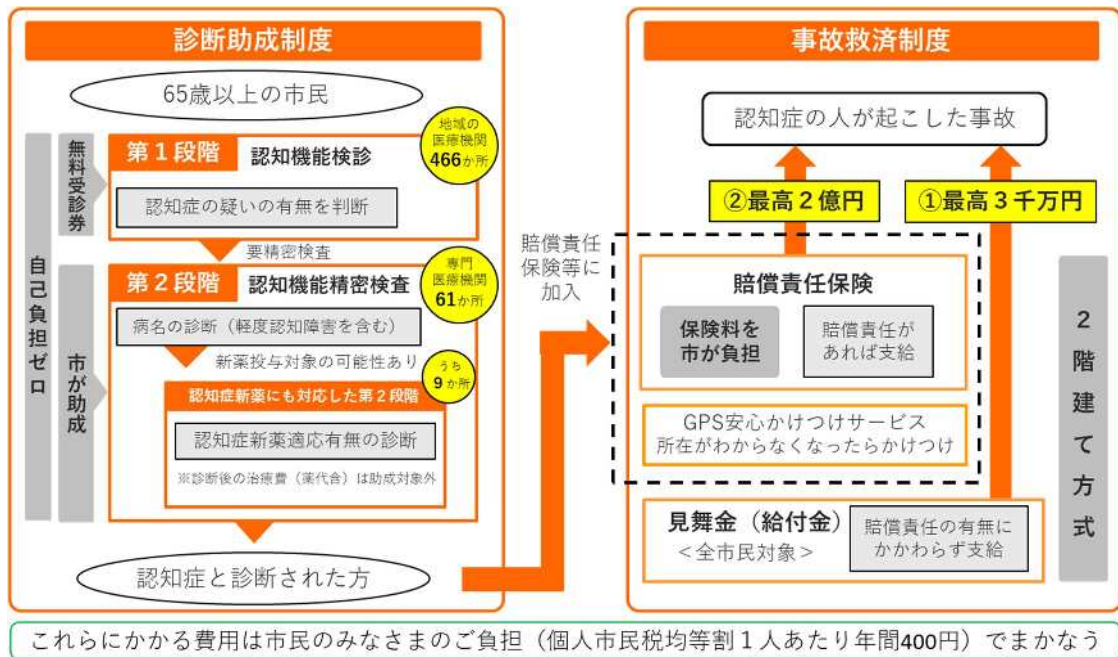 診断助成制度
65歳以上の市民
自己負担ゼロ
無料受診券
第1段階 認知機能検診
地域の
医療機関
466か所
認知症の疑いの有無を判断
要精密検査
市が助成
第2段階 認知機能精密検査
専門
医療機関
61か所
病名の診断（軽度認知障害を含む）
新薬投与対象の可能性あり
うち
9か所
認知症新薬にも対応した第2段階
認知症新薬適応有無の診断
※診断後の治療費（薬代含）は助成対象外
認知症と診断された方
賠償責任
保険等に
加入
事故救済制度
認知症の人が起こした事故
②最高2億円
①最高3千万円
賠償責任保険
保険料を
市が負担
賠償責任が
あれば支給
GPS安心かけつけサービス
所在がわからなくなったらかけつけ
見舞金（給付金）
＜全市民対象＞
賠償責任の有無に
かかわらず支給
2階建て方式
これらにかかる費用は市民のみなさまのご負担（個人市民税均等割1人あたり年間400円）でまかなう